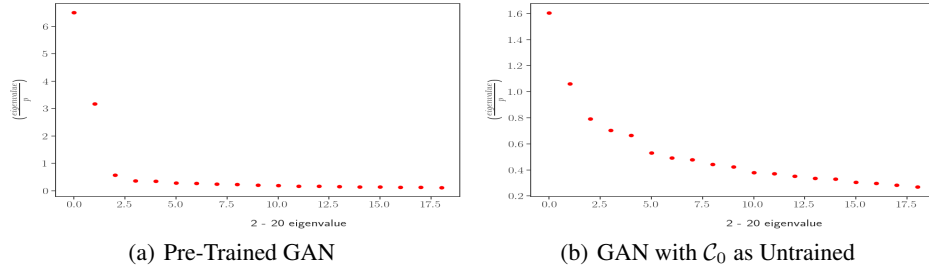 6
5
4
3
2
1
0
(eigenvalue/p)
0.0 2.5 5.0 7.5 10.0 12.5 15.0 17.5
2 - 20 eigenvalue
(a) Pre-Trained GAN
1.6
1.4
1.2
1.0
0.8
0.6
0.4
0.2
(eigenvalue/p)
0.0 2.5 5.0 7.5 10.0 12.5 15.0 17.5
2 - 20 eigenvalue
(b) GAN with 𝒞₀ as Untrained